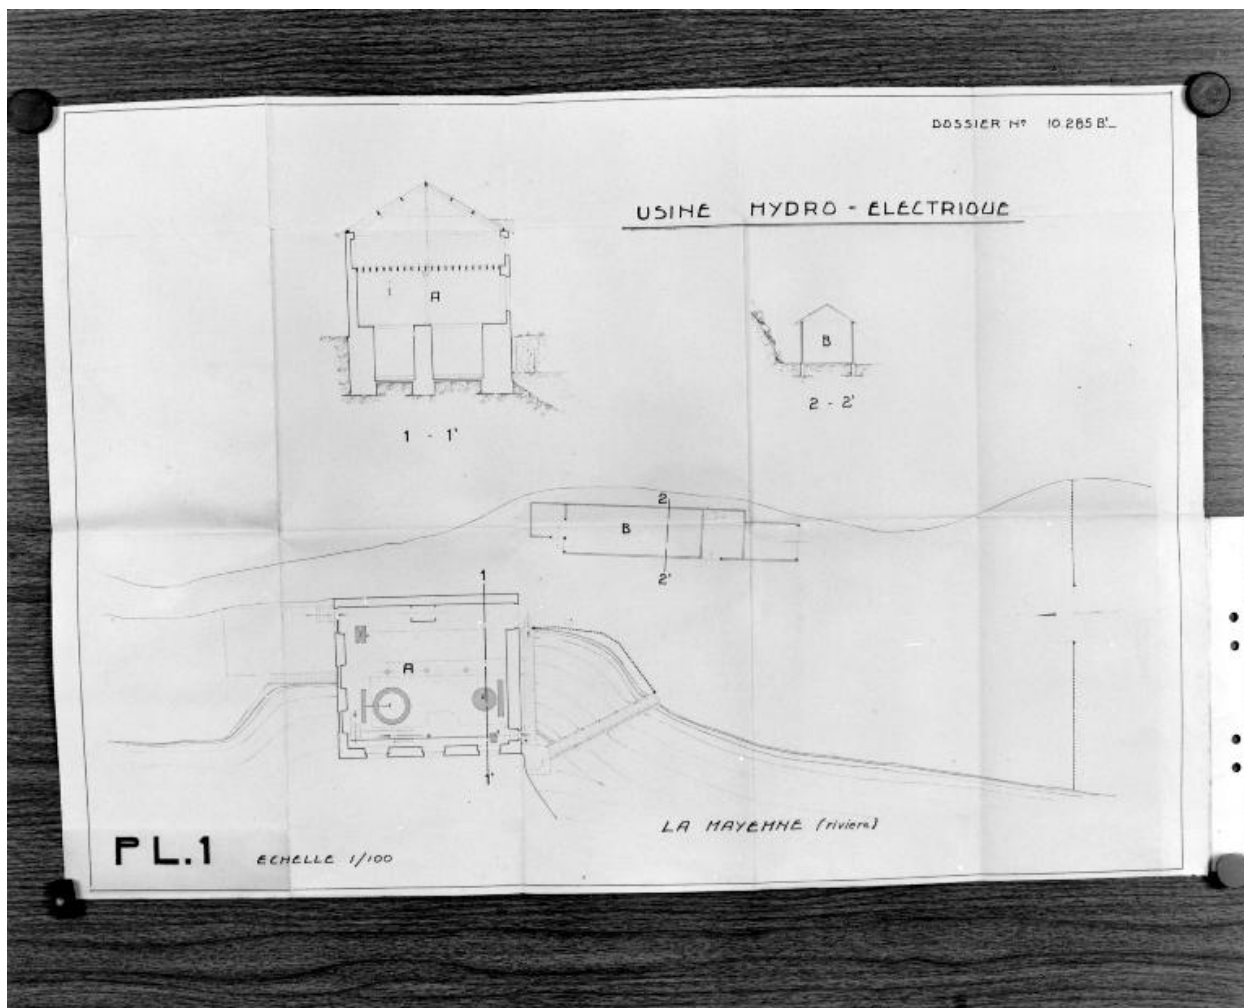 DOSSIER Nº 10.285 Bᴵ_
USINE HYDRO - ELECTRIQUE
A
B
1 - 1'
2 - 2'
2
B
2'
1
A
1'
LA MAYENNE (rivière)
PL.1 ECHELLE 1/100